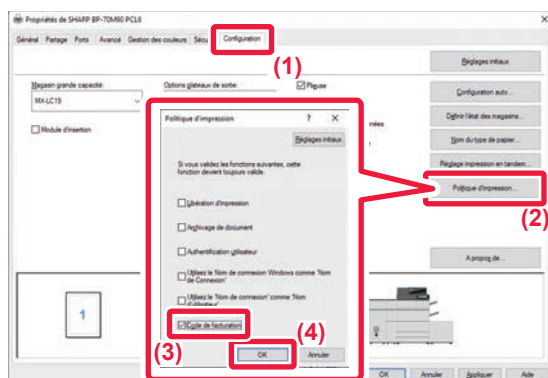 Propriétés de SHARP BP-70M90 PCL6
Général Partage Ports Avancé Gestion des couleurs Sécu Configuration
(1)
Réglages initiaux
Magasin grande capacité:
Options plateaux de sortie:
Piqueuse
MX-LC19
Configuration auto...
Module d'insertion
Définir l'état des magasins...
Nom du type de papier...
Réglage impression en tandem...
Politique d'impression...
(2)
A propos de...
Politique d'impression ? X
Réglages initiaux
Si vous validez les fonctions suivantes, cette
fonction devient toujours valide.
Libération d'impression
Archivage de document
Authentification utilisateur
Utilisez le Nom de connexion Windows comme 'Nom
de Connexion'
Utilisez le 'Nom de connexion' comme 'Nom
d'utilisateur'
Code de facturation
(3)
(4)
OK Annuler
1
OK Annuler Appliquer Aide